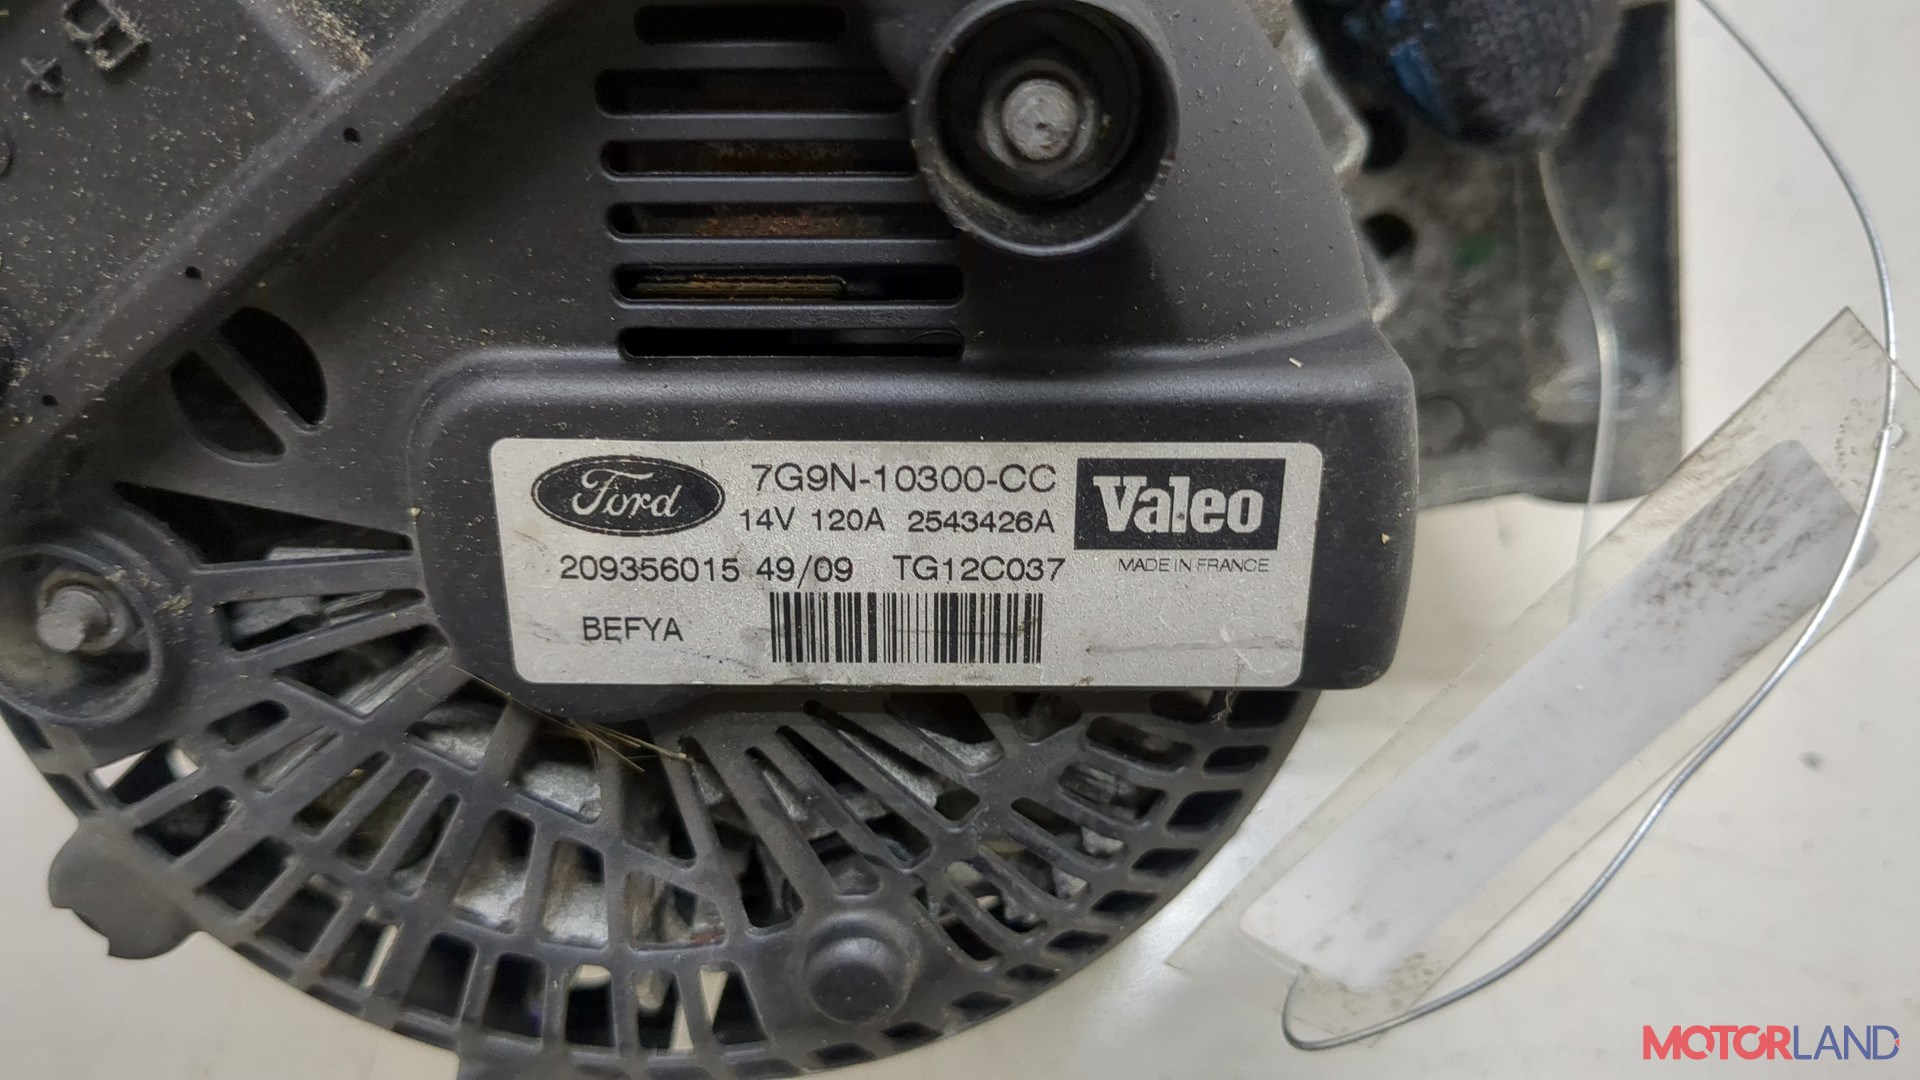 Ford
7G9N-10300-CC
14V 120A 2543426A
Valeo
MADE IN FRANCE
209356015 49/09 TG12C037
BEFYA
MOTORLAND